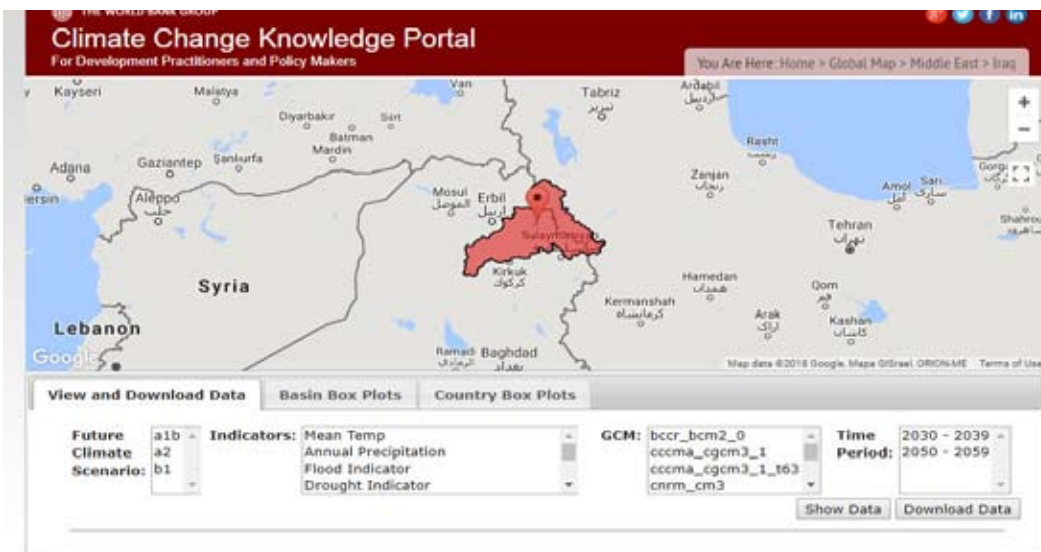 THE WORLD BANK GROUP
Climate Change Knowledge Portal
For Development Practitioners and Policy Makers
You Are Here: Home > Global Map > Middle East > Iraq
Kayseri
Malatya
Van
Tabriz
تبریز
Ardabil
اردبیل
Diyarbakır
Siirt
Batman
Mardin
Rasht
رشت
Adana
Gaziantep
Şanlıurfa
Zanjan
زنجان
ersin
Aleppo
حلب
Mosul
الموصل
Erbil
أربيل
Amol
آمل
Sari
ساری
Tehran
تهران
Kirkuk
كركوك
Syria
Hamedan
همدان
Qom
قم
Kermanshah
کرمانشاه
Arak
اراک
Kashan
کاشان
Lebanon
Ramadi
الرمادي
Baghdad
بغداد
Google
Map data ©2018 Google, Mapa GISrael, ORION-ME Terms of Use
+
−
View and Download Data
Basin Box Plots
Country Box Plots
Future Climate Scenario:
a1b
a2
b1
Indicators:
Mean Temp
Annual Precipitation
Flood Indicator
Drought Indicator
GCM:
bccr_bcm2_0
cccma_cgcm3_1
cccma_cgcm3_1_t63
cnrm_cm3
Time Period:
2030 - 2039
2050 - 2059
Show Data
Download Data